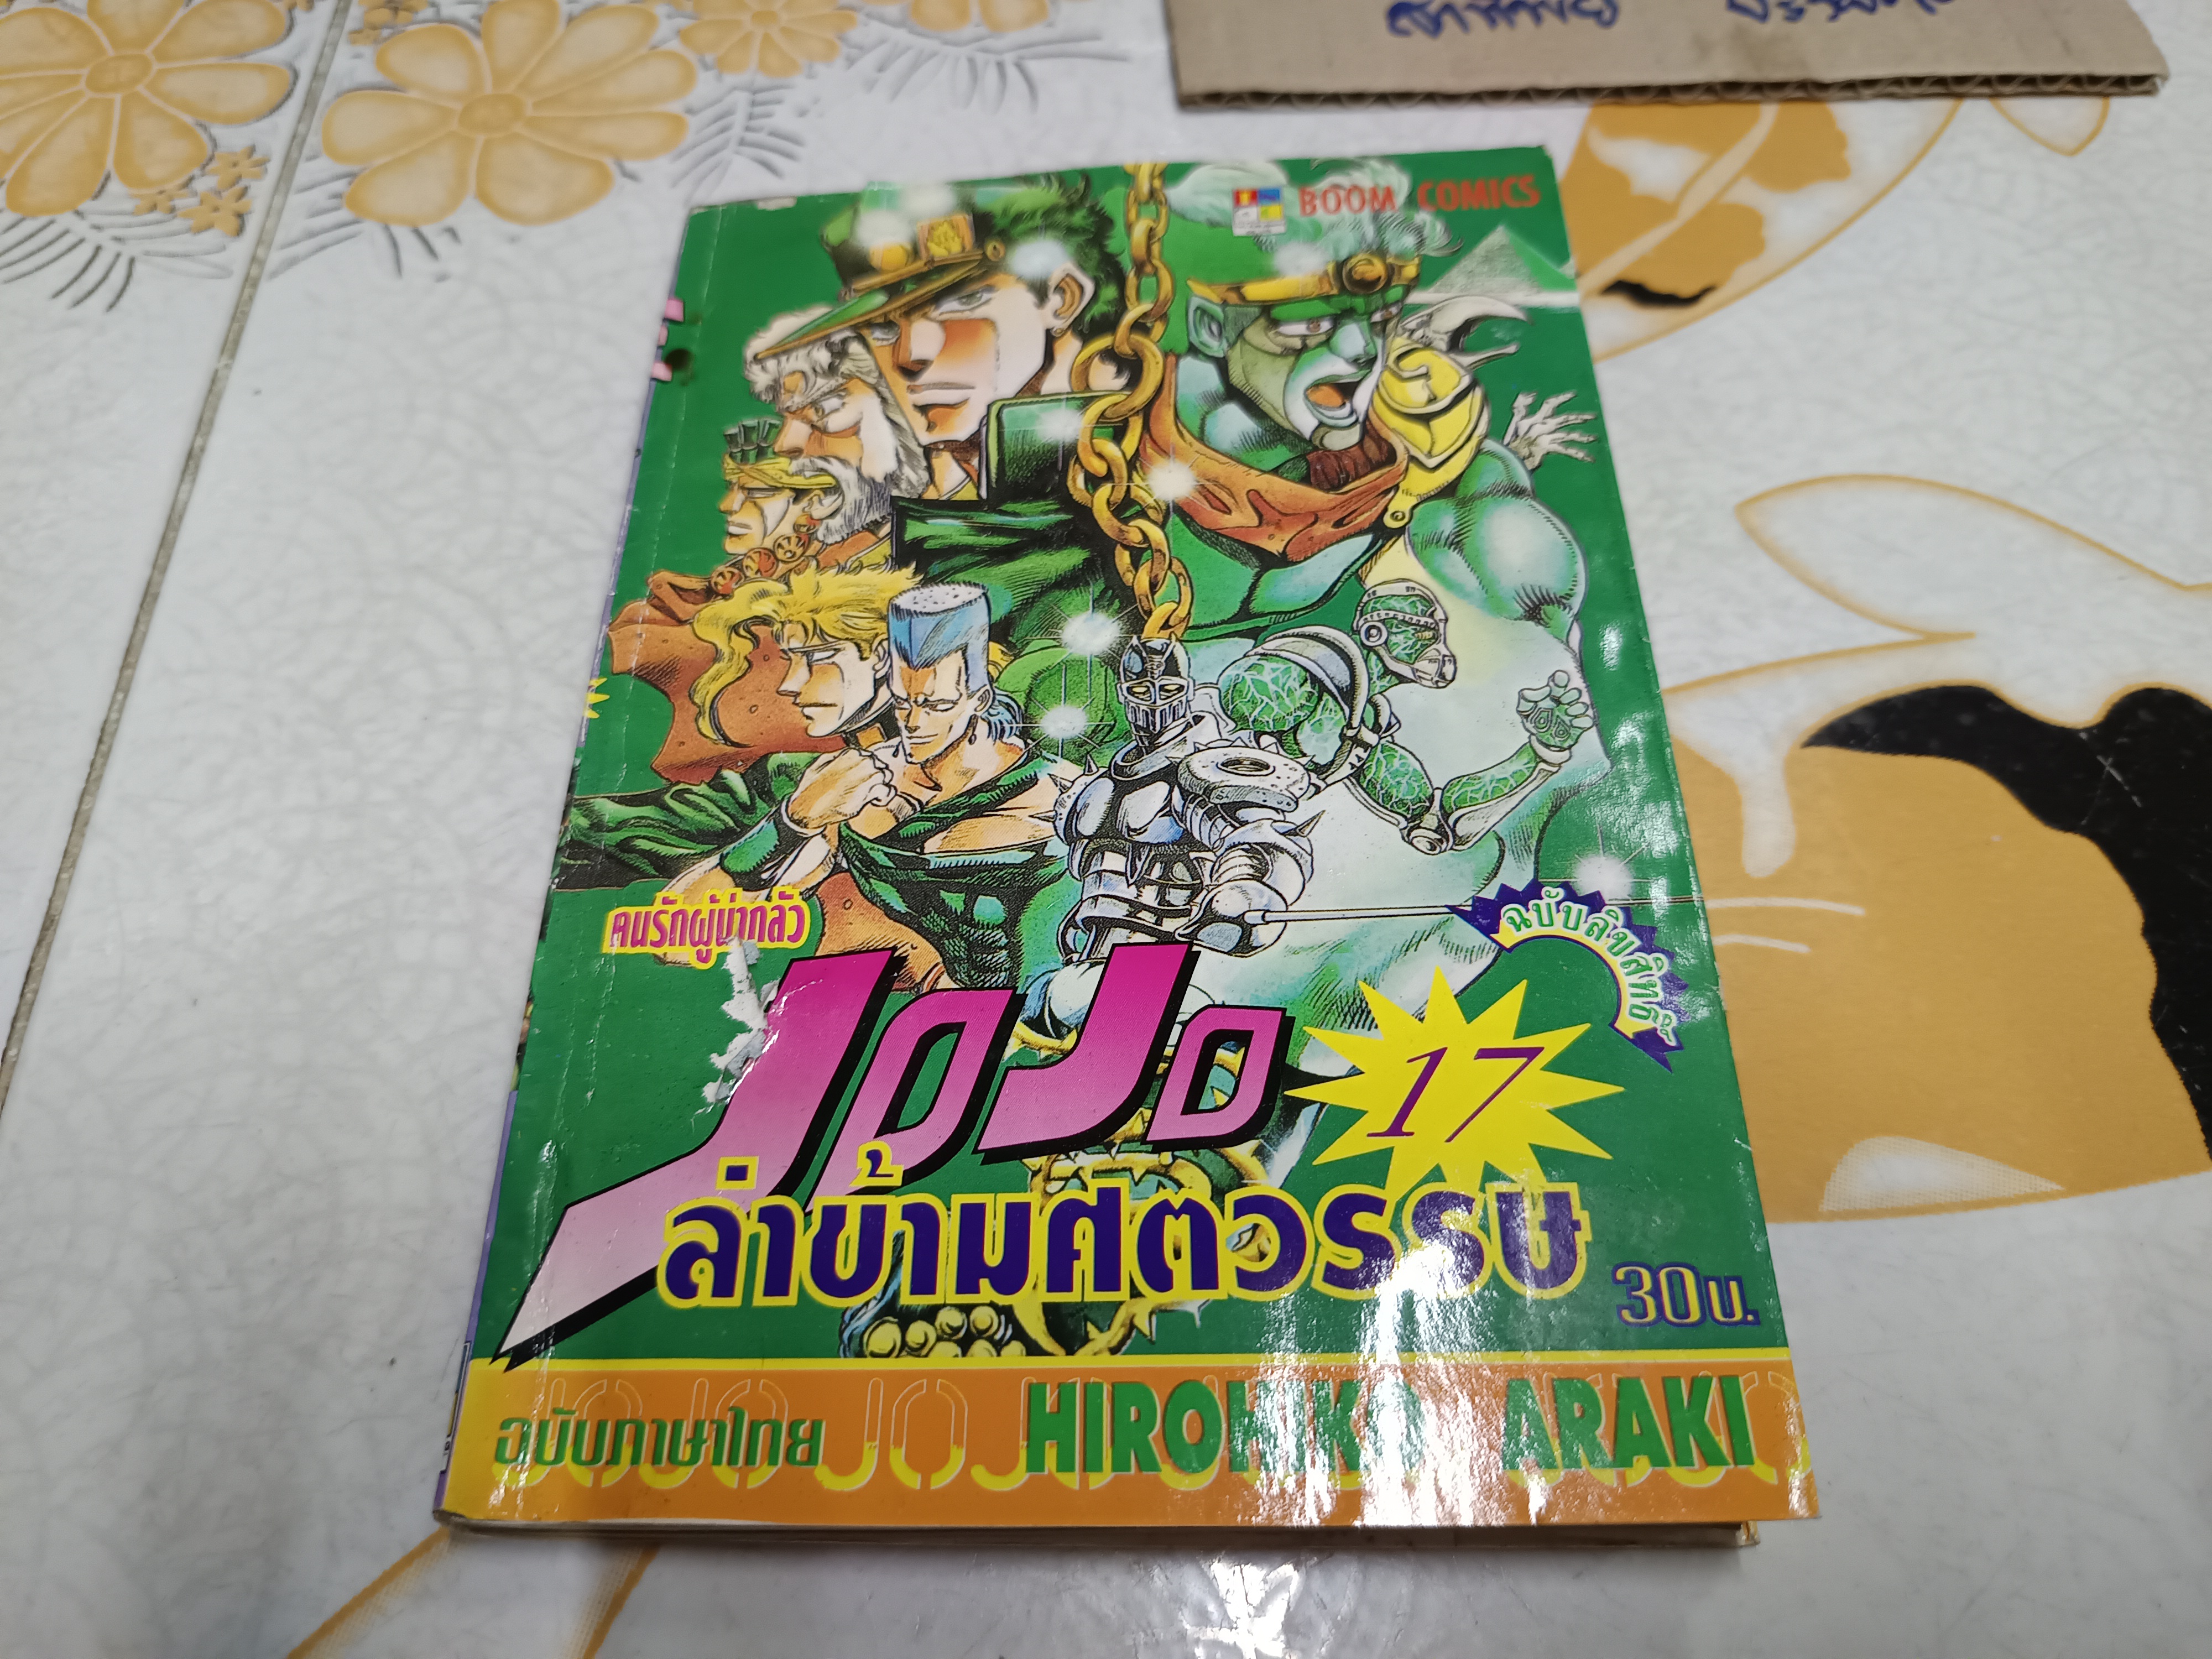 BOOM COMICS
คนรักผู้น่ากลัว
JOJO
17
ฉบับลิขสิทธิ์
ล่าข้ามศตวรรษ
30บ.
ฉบับภาษาไทย
HIROHIKO ARAKI